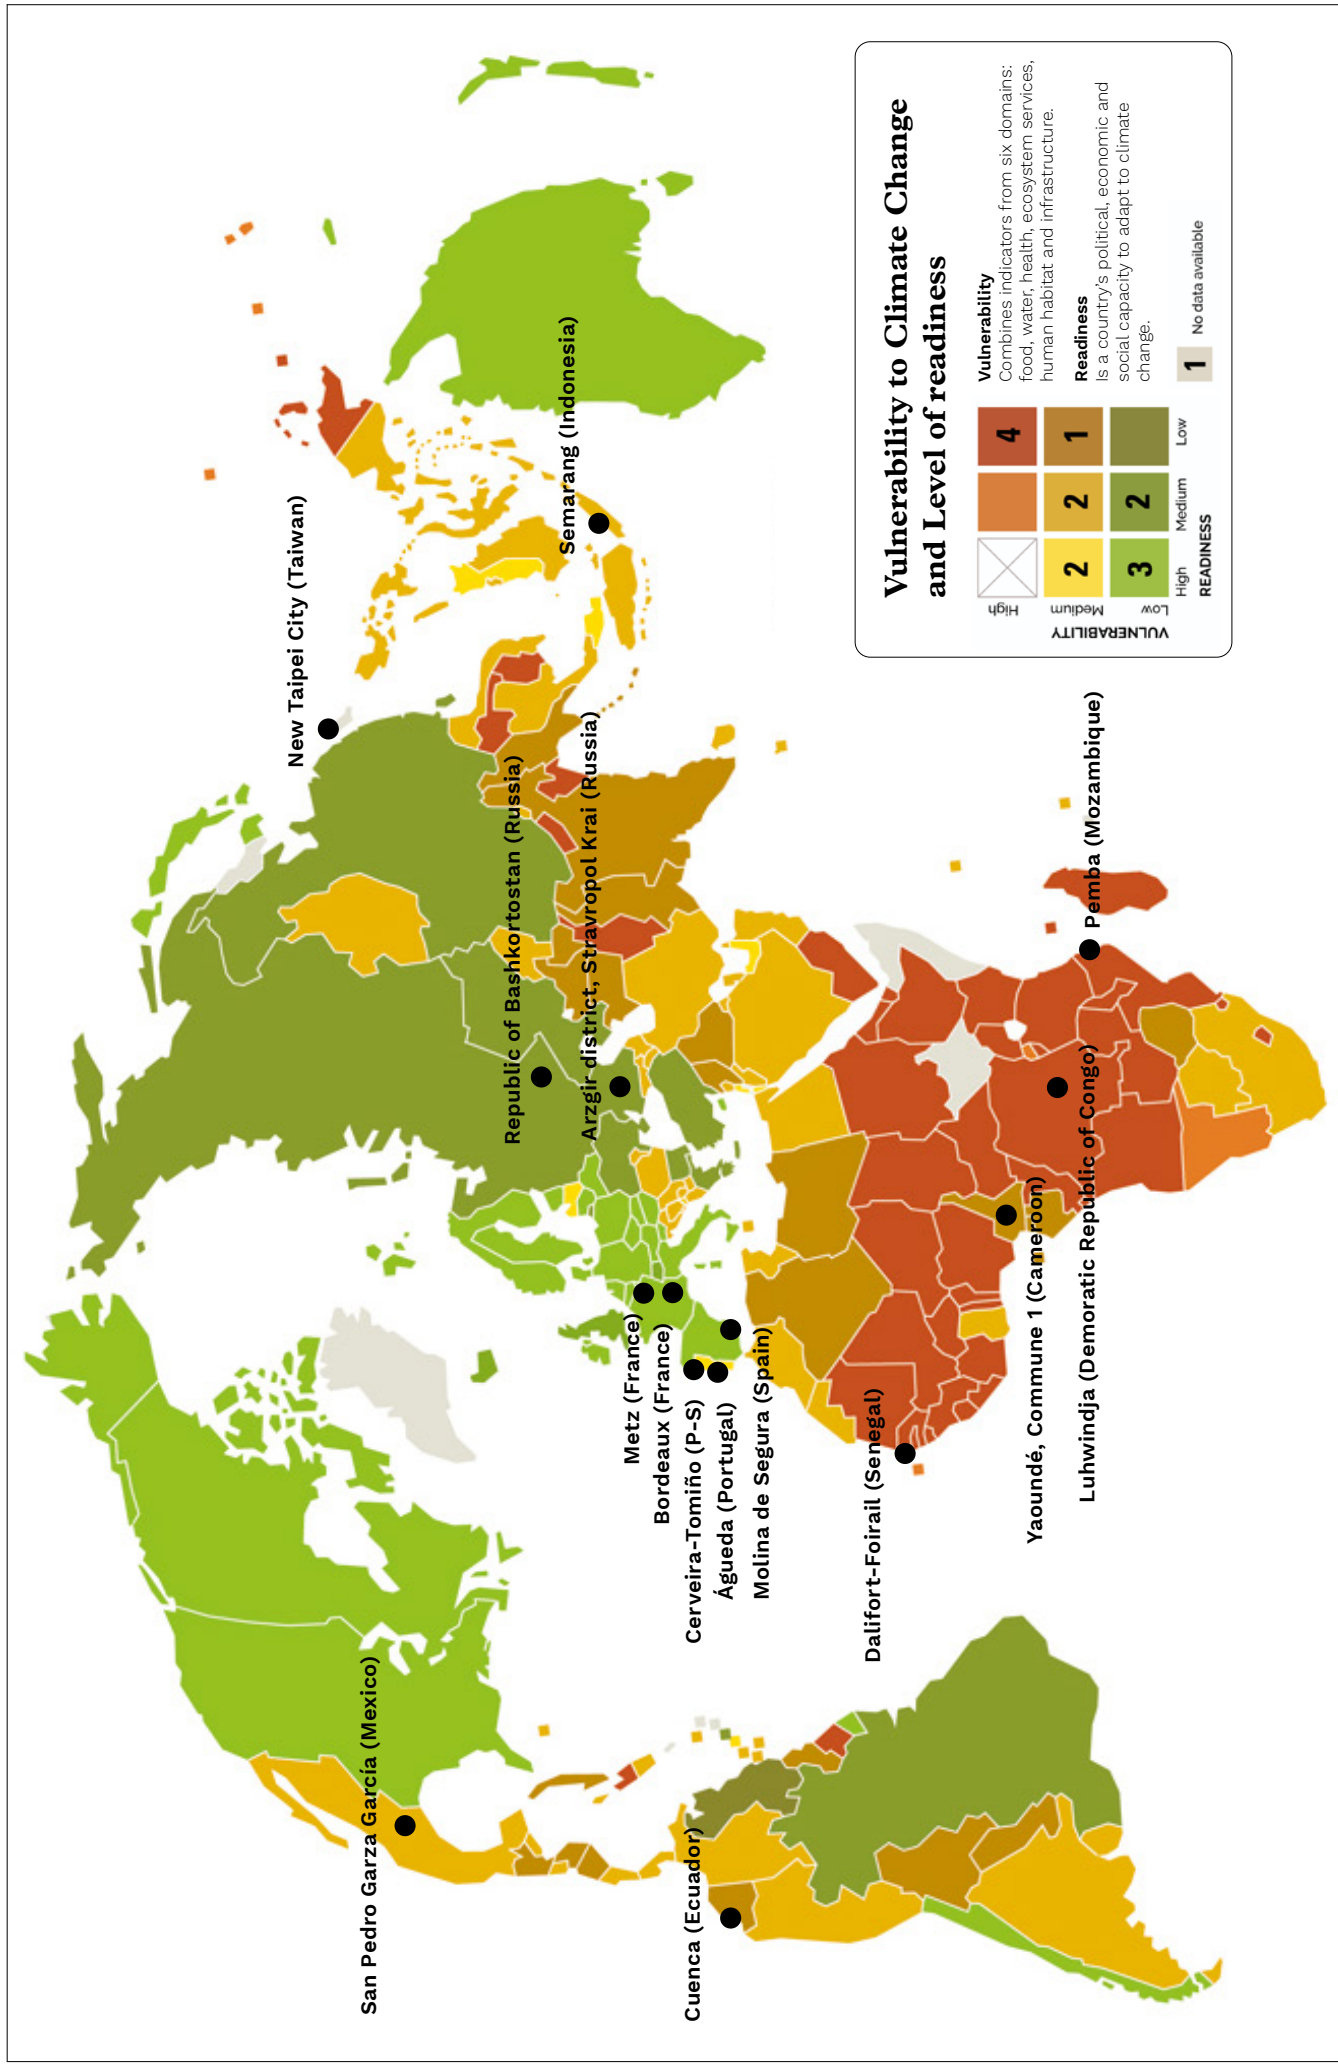 New Taipei City (Taiwan)
Semarang (Indonesia)
Republic of Bashkortostan (Russia)
Arzgir district, Stravropol Krai (Russia)
Pemba (Mozambique)
Metz (France)
Bordeaux (France)
Cerveira-Tomiño (P-S)
Águeda (Portugal)
Molina de Segura (Spain)
Dalifort-Foirail (Senegal)
Yaoundé, Commune 1 (Cameroon)
Luhwindja (Demoratic Republic of Congo)
San Pedro Garza García (Mexico)
Cuenca (Ecuador)
Vulnerability to Climate Change
and Level of readiness
VULNERABILITY
High
4
Medium
2
2
1
Low
3
2
High
Medium
Low
READINESS
Vulnerability
Combines indicators from six domains:
food, water, health, ecosystem services,
human habitat and infrastructure.
Readiness
Is a country's political, economic and
social capacity to adapt to climate
change.
1
No data available